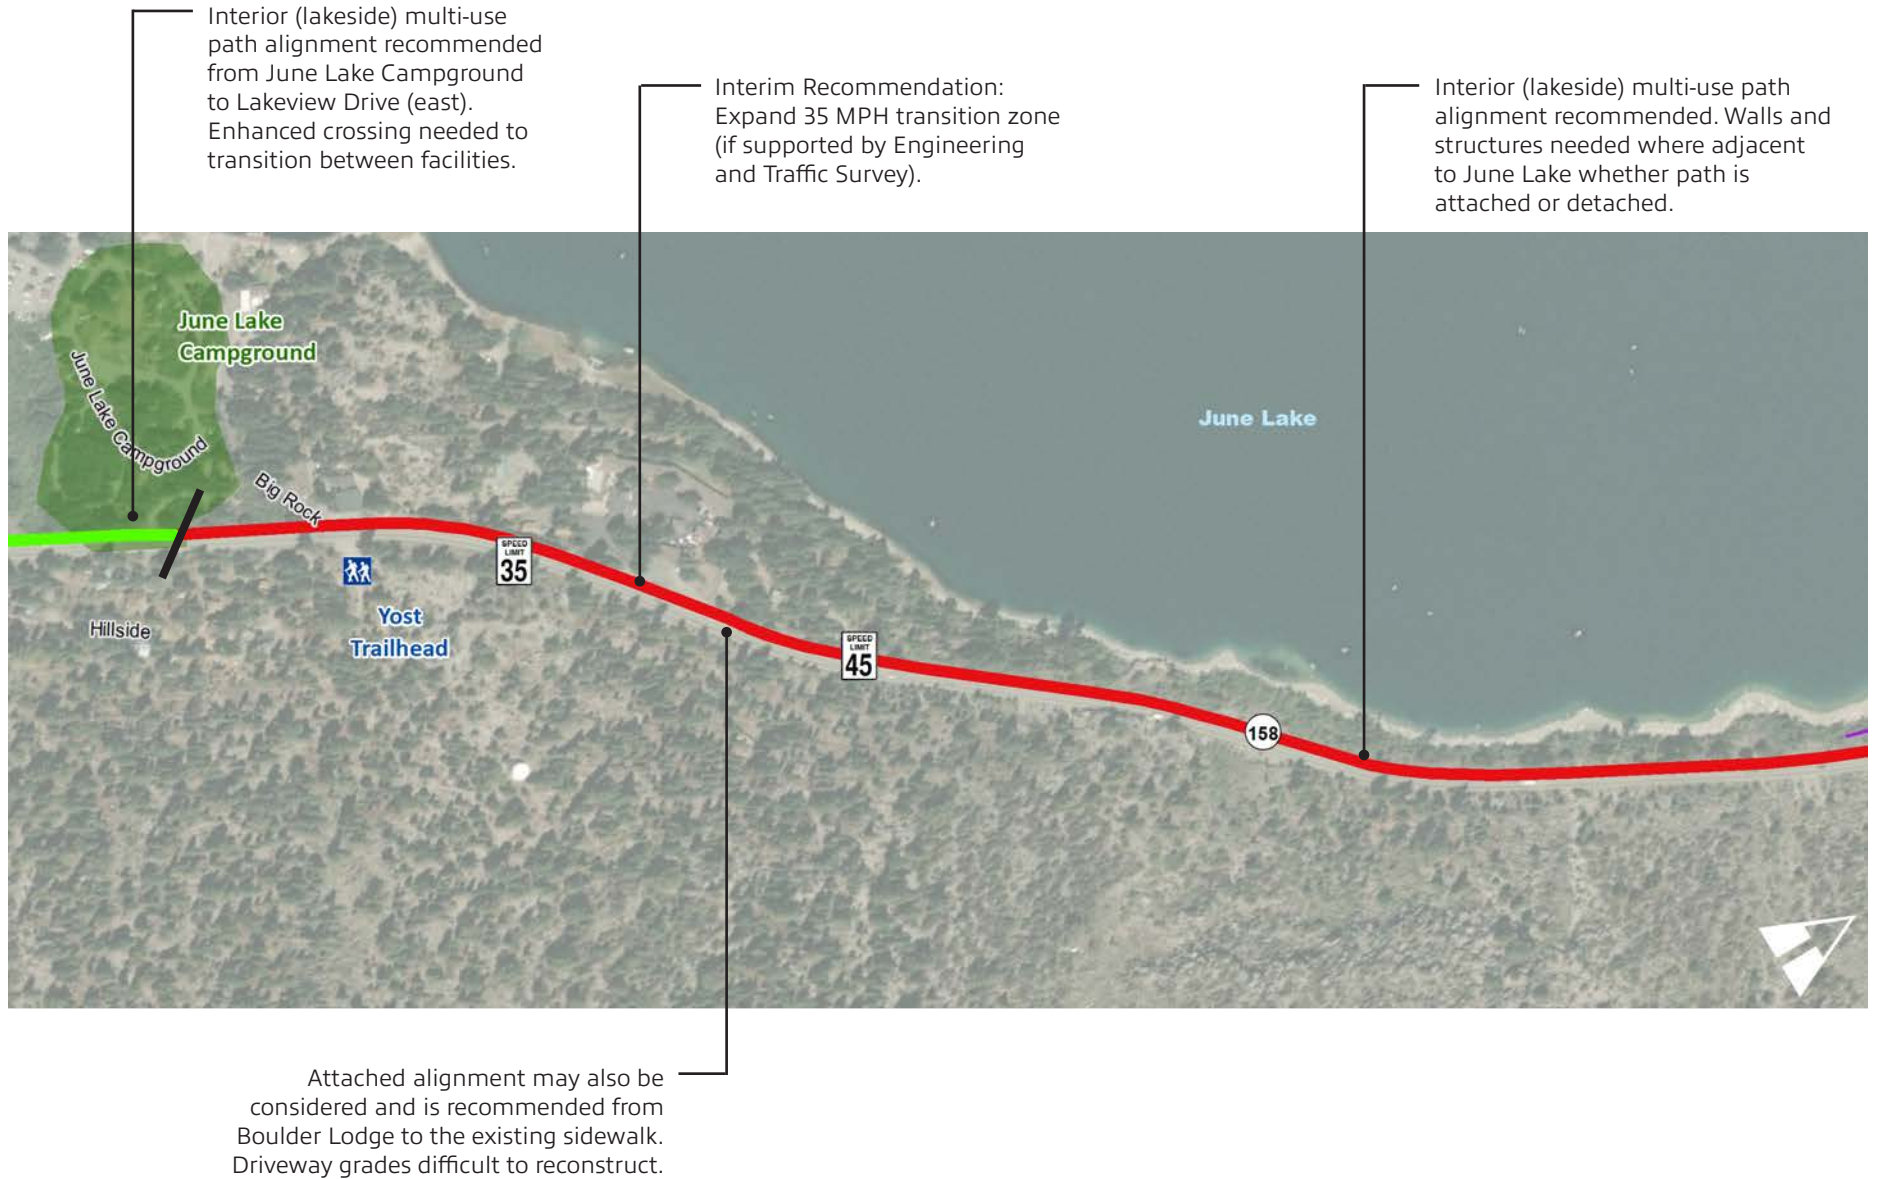 Interior (lakeside) multi-use
path alignment recommended
from June Lake Campground
to Lakeview Drive (east).
Enhanced crossing needed to
transition between facilities.
Interim Recommendation:
Expand 35 MPH transition zone
(if supported by Engineering
and Traffic Survey).
Interior (lakeside) multi-use path
alignment recommended. Walls and
structures needed where adjacent
to June Lake whether path is
attached or detached.
June Lake
Campground
June Lake Campground
Big Rock
June Lake
SPEED
LIMIT
35
Yost
Trailhead
Hillside
SPEED
LIMIT
45
158
Attached alignment may also be
considered and is recommended from
Boulder Lodge to the existing sidewalk.
Driveway grades difficult to reconstruct.